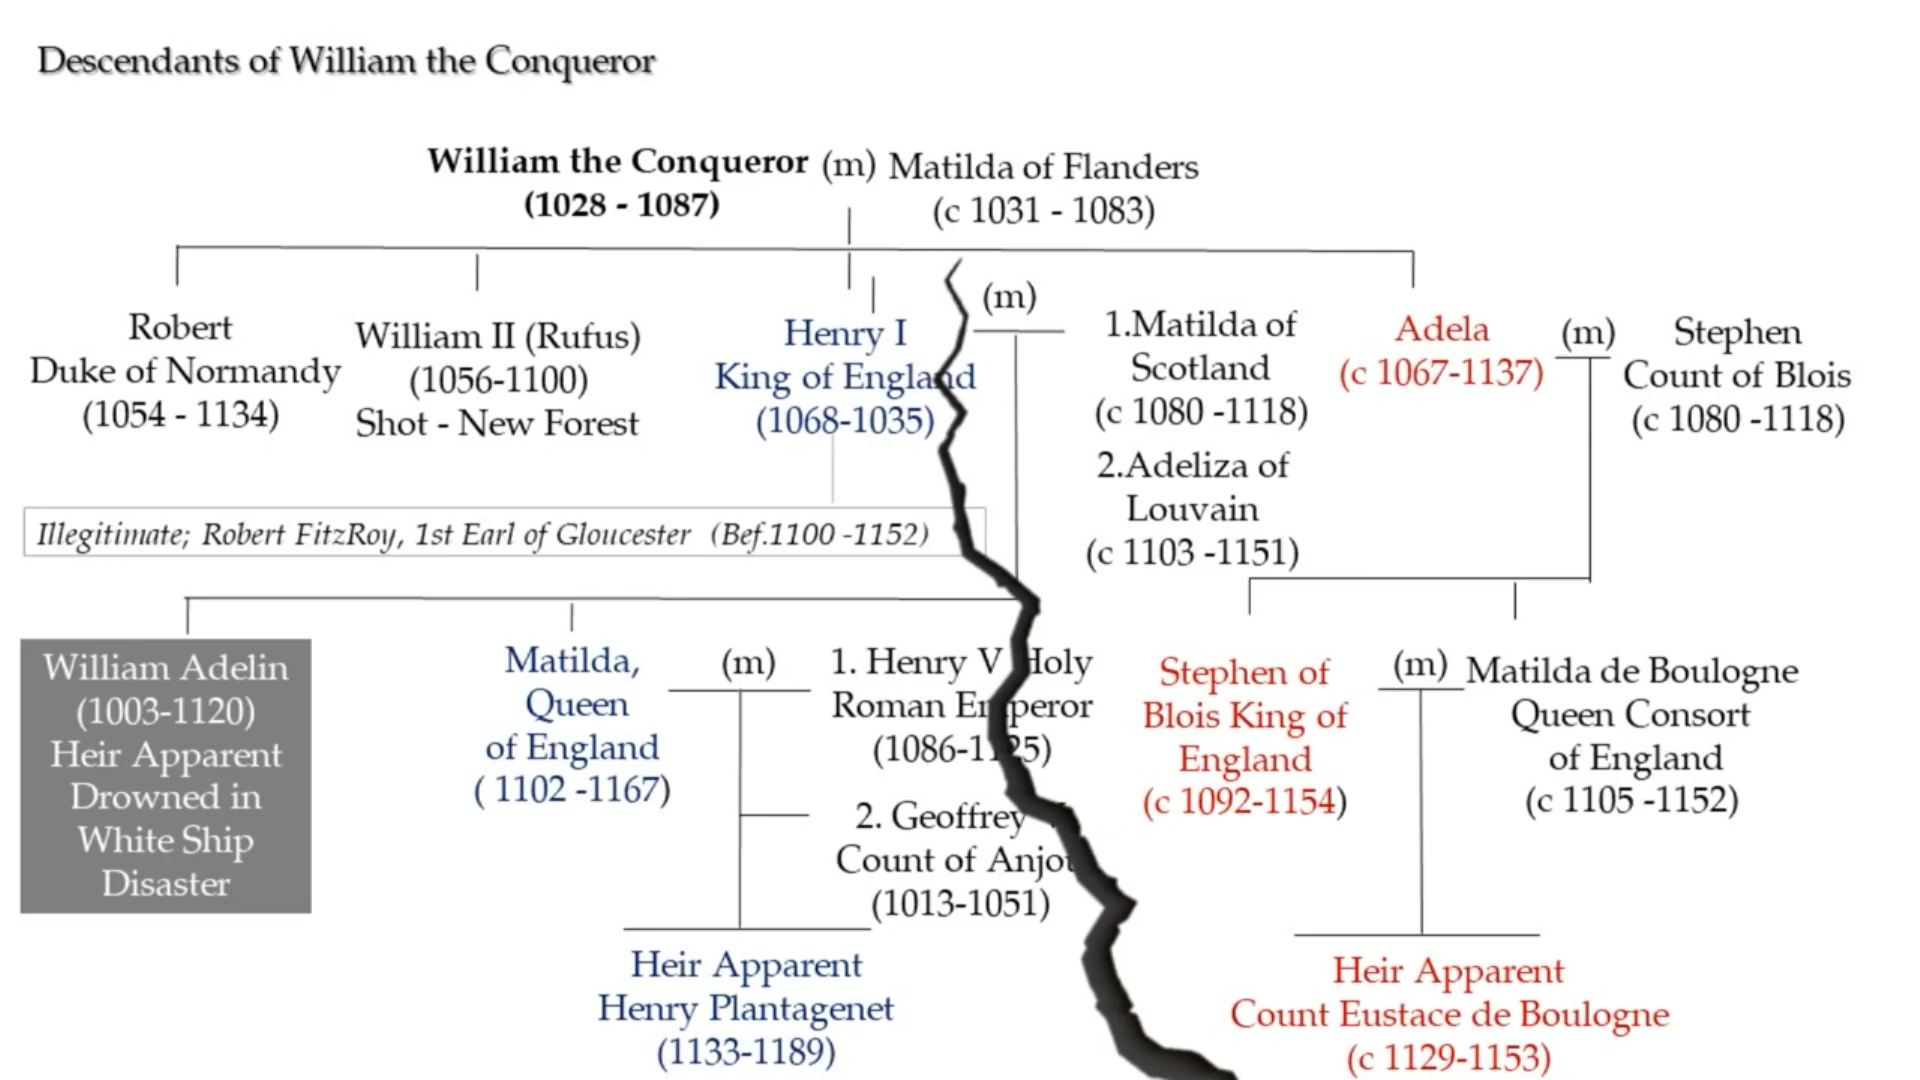 Descendants of William the Conqueror
William the Conqueror (m) Matilda of Flanders
(1028 - 1087)
(c 1031 - 1083)
Robert
Duke of Normandy
(1054 - 1134)
William II (Rufus)
(1056-1100)
Shot - New Forest
Henry I
King of England
(1068-1035)
(m)
1.Matilda of
Scotland
(c 1080 -1118)
2.Adeliza of
Louvain
(c 1103 -1151)
Adela
(c 1067-1137)
(m)
Stephen
Count of Blois
(c 1080 -1118)
Illegitimate; Robert FitzRoy, 1st Earl of Gloucester (Bef.1100 -1152)
William Adelin
(1003-1120)
Heir Apparent
Drowned in
White Ship
Disaster
Matilda,
Queen
of England
( 1102 -1167)
(m)
1. Henry V Holy
Roman Emperor
(1086-1125)
2. Geoffrey
Count of Anjou
(1013-1051)
Stephen of
Blois King of
England
(c 1092-1154)
(m)
Matilda de Boulogne
Queen Consort
of England
(c 1105 -1152)
Heir Apparent
Henry Plantagenet
(1133-1189)
Heir Apparent
Count Eustace de Boulogne
(c 1129-1153)